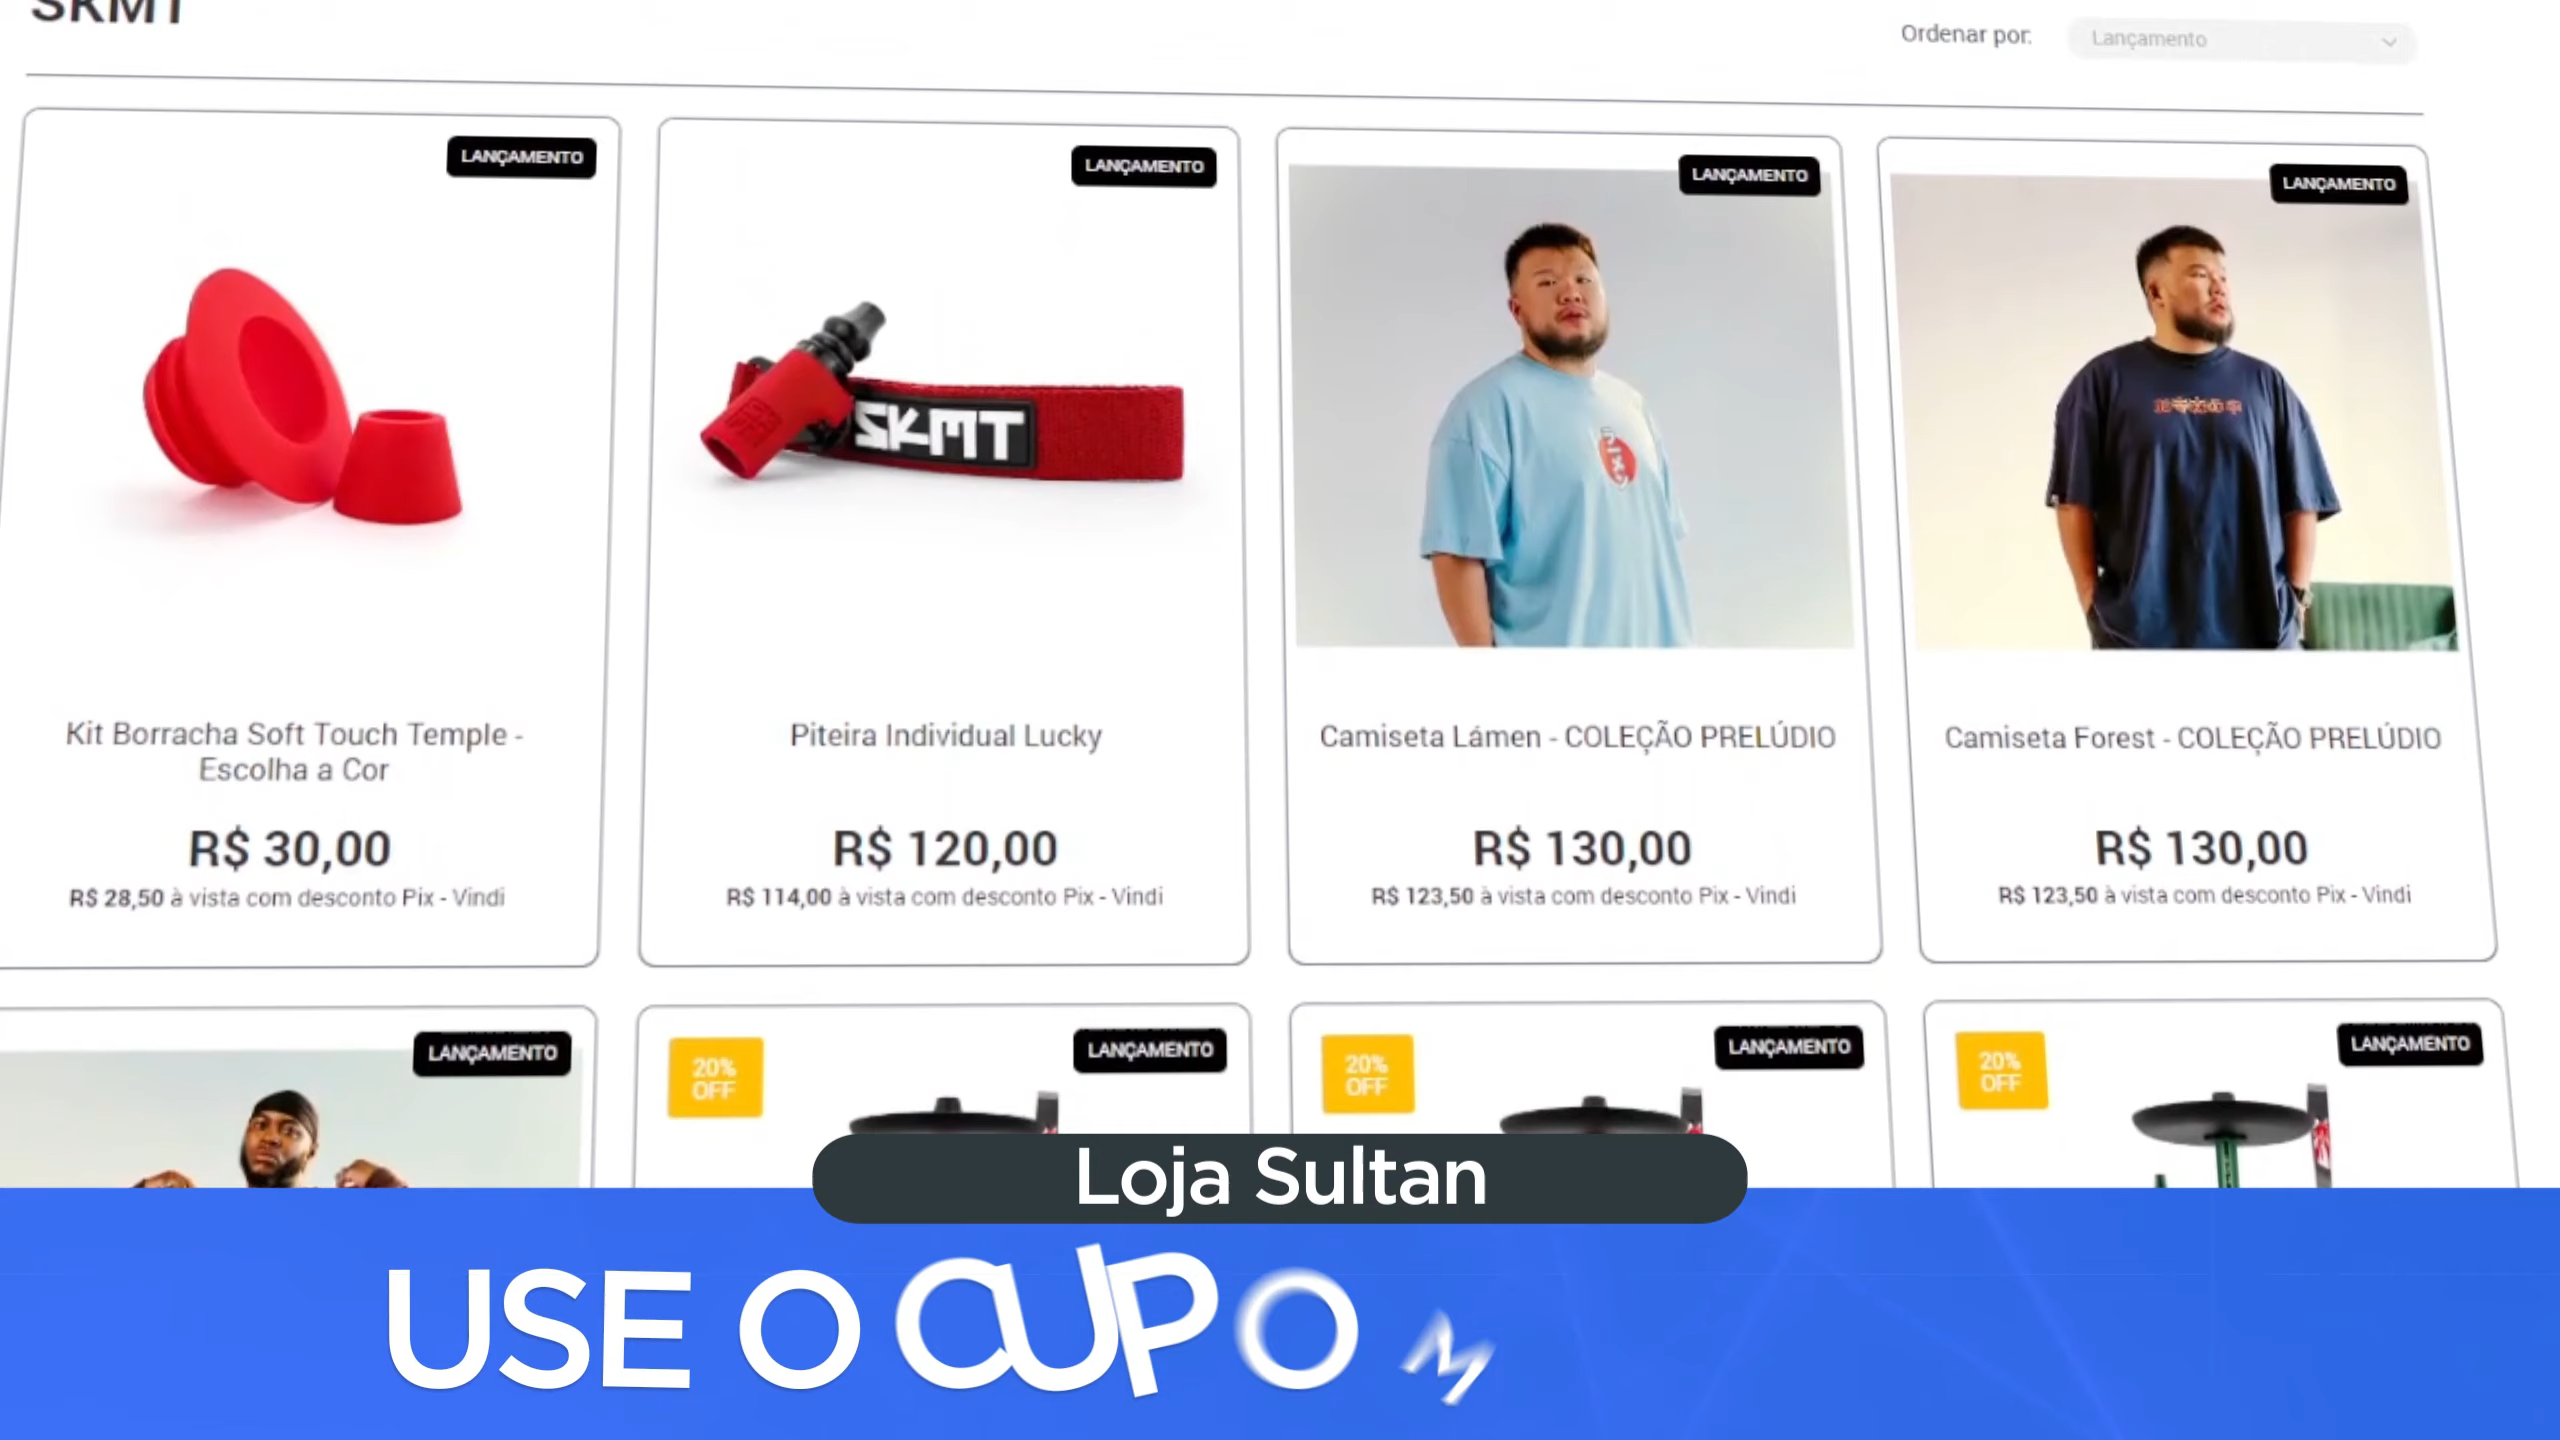 SKMT
Ordenar por:
Lançamento
LANÇAMENTO
LANÇAMENTO
LANÇAMENTO
LANÇAMENTO
SKMT
Kit Borracha Soft Touch Temple -
Escolha a Cor
R$ 30,00
R$ 28,50 à vista com desconto Pix - Vindi
Piteira Individual Lucky
R$ 120,00
R$ 114,00 à vista com desconto Pix - Vindi
Camiseta Lámen - COLEÇÃO PRELÚDIO
R$ 130,00
R$ 123,50 à vista com desconto Pix - Vindi
Camiseta Forest - COLEÇÃO PRELÚDIO
R$ 130,00
R$ 123,50 à vista com desconto Pix - Vindi
LANÇAMENTO
20%
OFF
LANÇAMENTO
20%
OFF
LANÇAMENTO
20%
OFF
LANÇAMENTO
Loja Sultan
USE O CUPOM